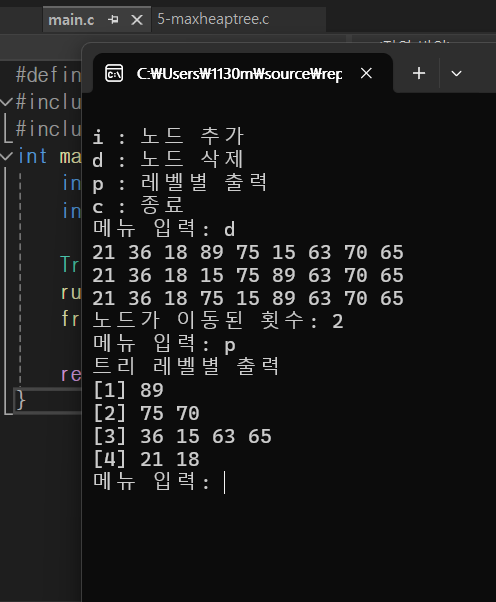 main.c
5-maxheaptree.c
C:\Users\1130m\source\rep
#defin
#inclu
#inclu
int ma
in
in
Tr
ru
fr
re
}
i : 노드 추가
d : 노드 삭제
p : 레벨별 출력
c : 종료
메뉴 입력: d
21 36 18 89 75 15 63 70 65
21 36 18 15 75 89 63 70 65
21 36 18 75 15 89 63 70 65
노드가 이동된 횟수: 2
메뉴 입력: p
트리 레벨별 출력
[1] 89
[2] 75 70
[3] 36 15 63 65
[4] 21 18
메뉴 입력: